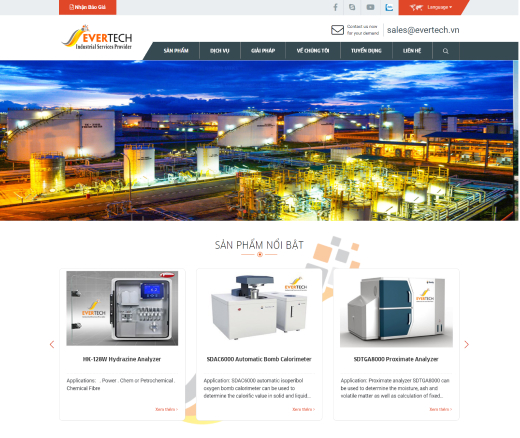 Nhận Báo Giá
Language
EVERTECH
Industrial Services Provider
Contact us now
for your demand
sales@evertech.vn
SẢN PHẨM
DỊCH VỤ
GIẢI PHÁP
VỀ CHÚNG TÔI
TUYỂN DỤNG
LIÊN HỆ
SẢN PHẨM NỔI BẬT
EVERTECH
EVERTECH
EVERTECH
HK-128W Hydrazine Analyzer
Applications: . Power . Chem or Petrochemical .
Chemical Fibre
Xem thêm
SDAC6000 Automatic Bomb Calorimeter
Application: SDAC6000 automatic isoperibol
oxygen bomb calorimeter can be used to
determine the calorific value in solid and liquid...
Xem thêm
SDTGA8000 Proximate Analyzer
Application: Proximate analyzer SDTGA8000 can
be used to determine the moisture, ash and
volatile matter as well as calculation of fixed...
Xem thêm